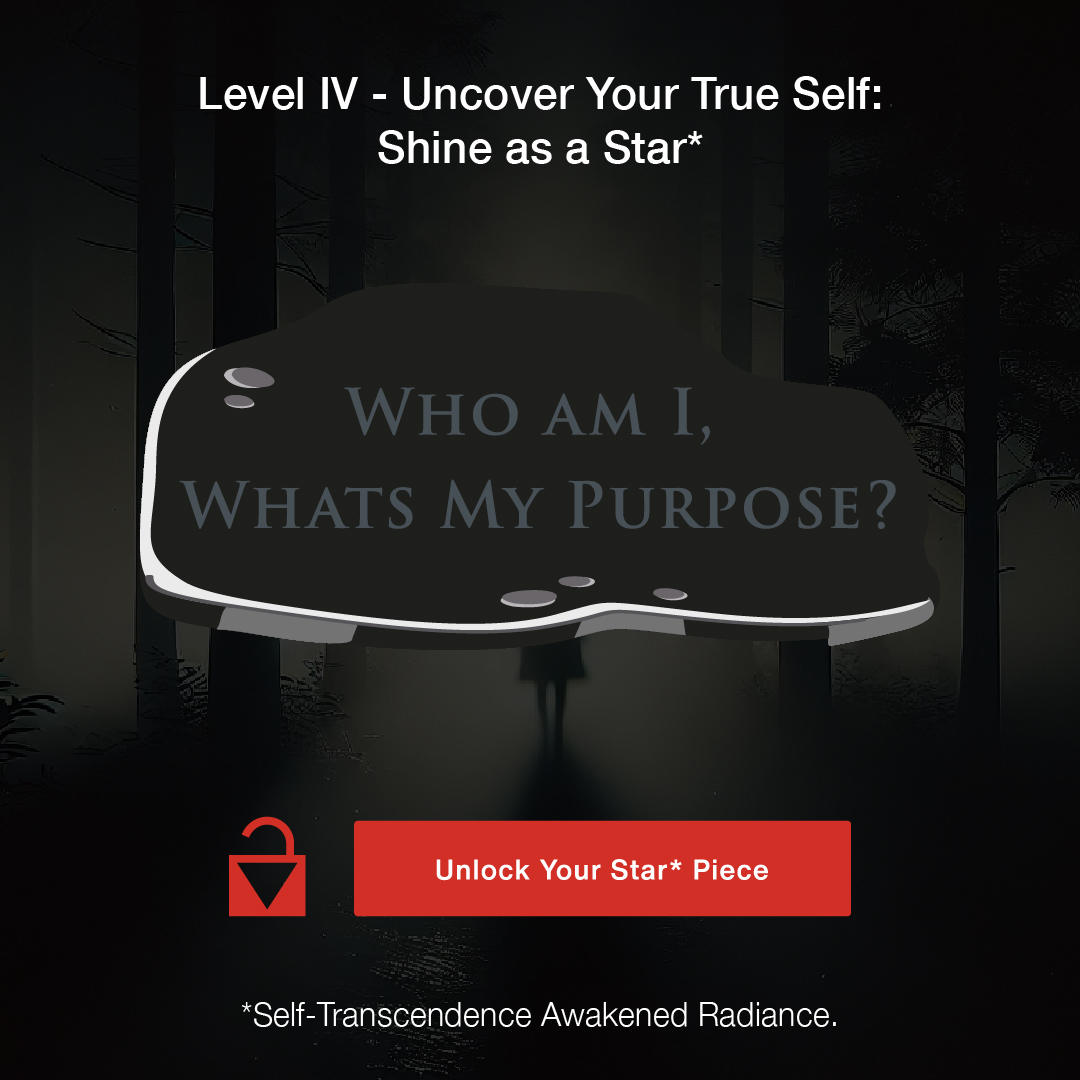 Level IV - Uncover Your True Self:
Shine as a Star*
Who am I,
Whats My Purpose?
Unlock Your Star* Piece
*Self-Transcendence Awakened Radiance.